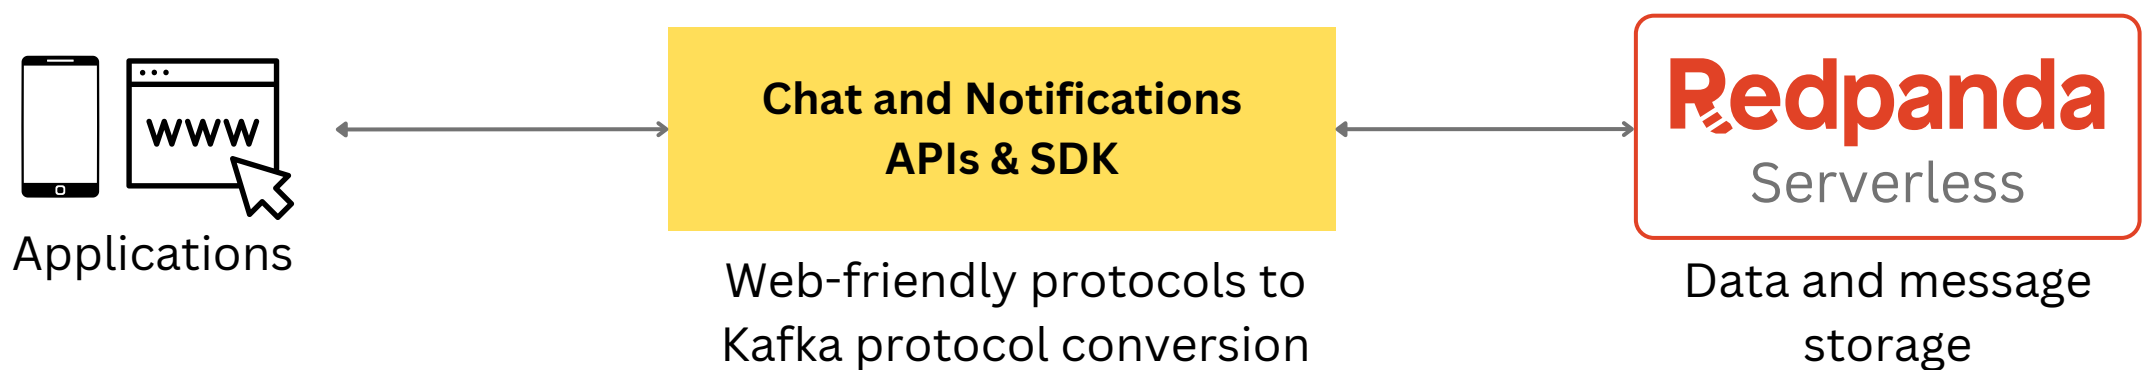 WWW
Applications
Chat and Notifications
APIs & SDK
Web-friendly protocols to
Kafka protocol conversion
Redpanda
Serverless
Data and message
storage